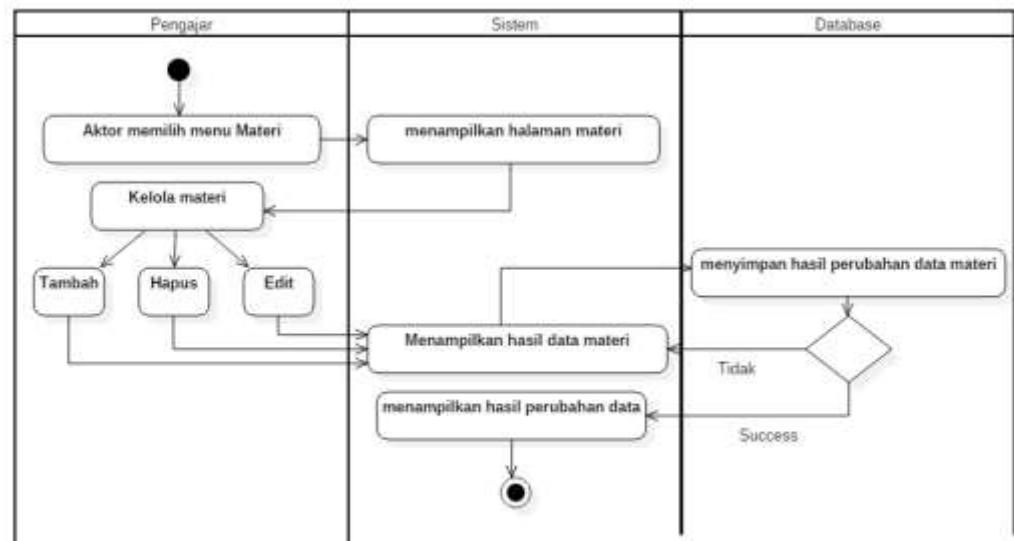 Pengajar
Sistem
Database
Aktor memilih menu Materi
menampilkan halaman materi
Kelola materi
Tambah
Hapus
Edit
menyimpan hasil perubahan data materi
Menampilkan hasil data materi
Tidak
menampilkan hasil perubahan data
Success